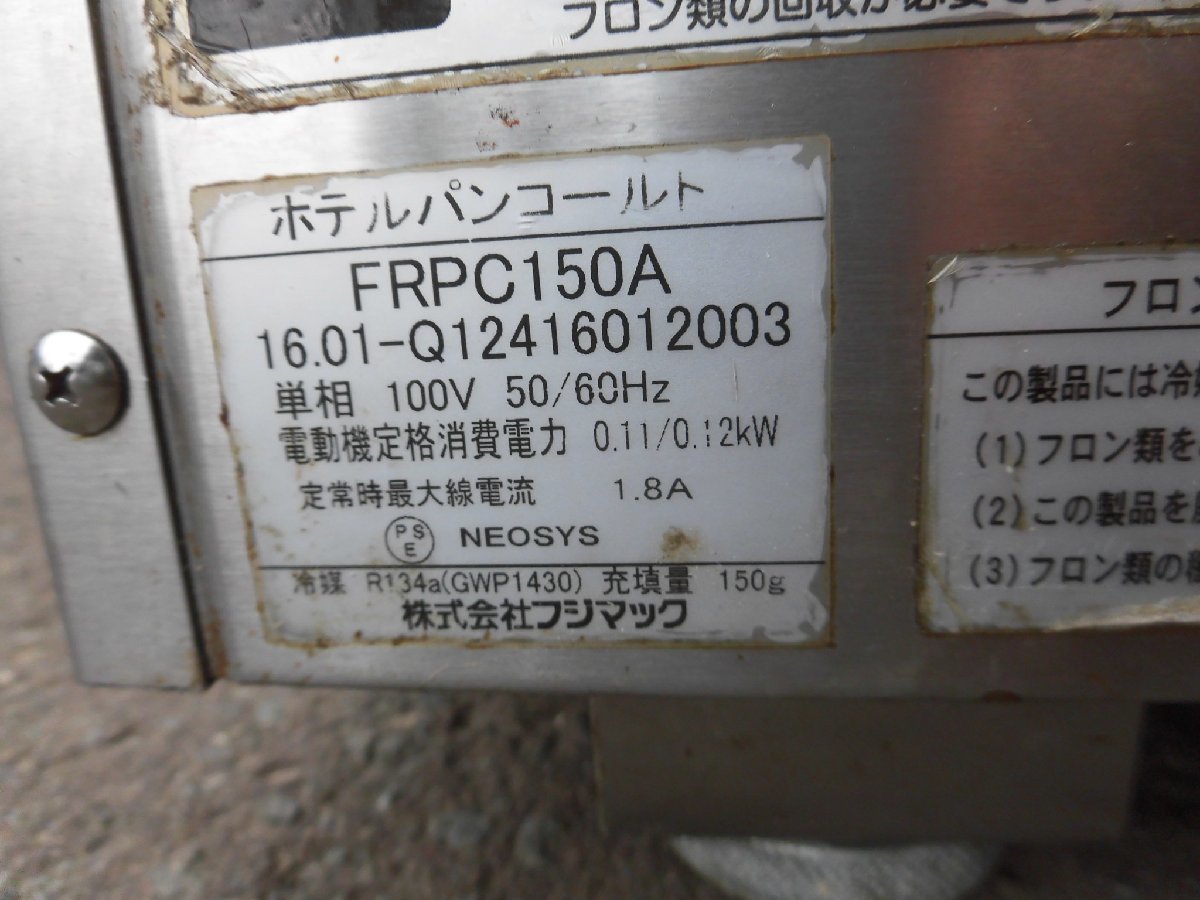 フロン類の回収が必要で
ホテルパンコールト
FRPC150A
16.01-Q12416012003
単相 100V 50/60Hz
電動機定格消費電力 0.11/0.12kW
定常時最大線電流 1.8A
PSE NEOSYS
冷媒 R134a(GWP1430) 充填量 150g
株式会社フジマック
フロン
この製品には冷
(1)フロン類を
(2)この製品を
(3)フロン類の